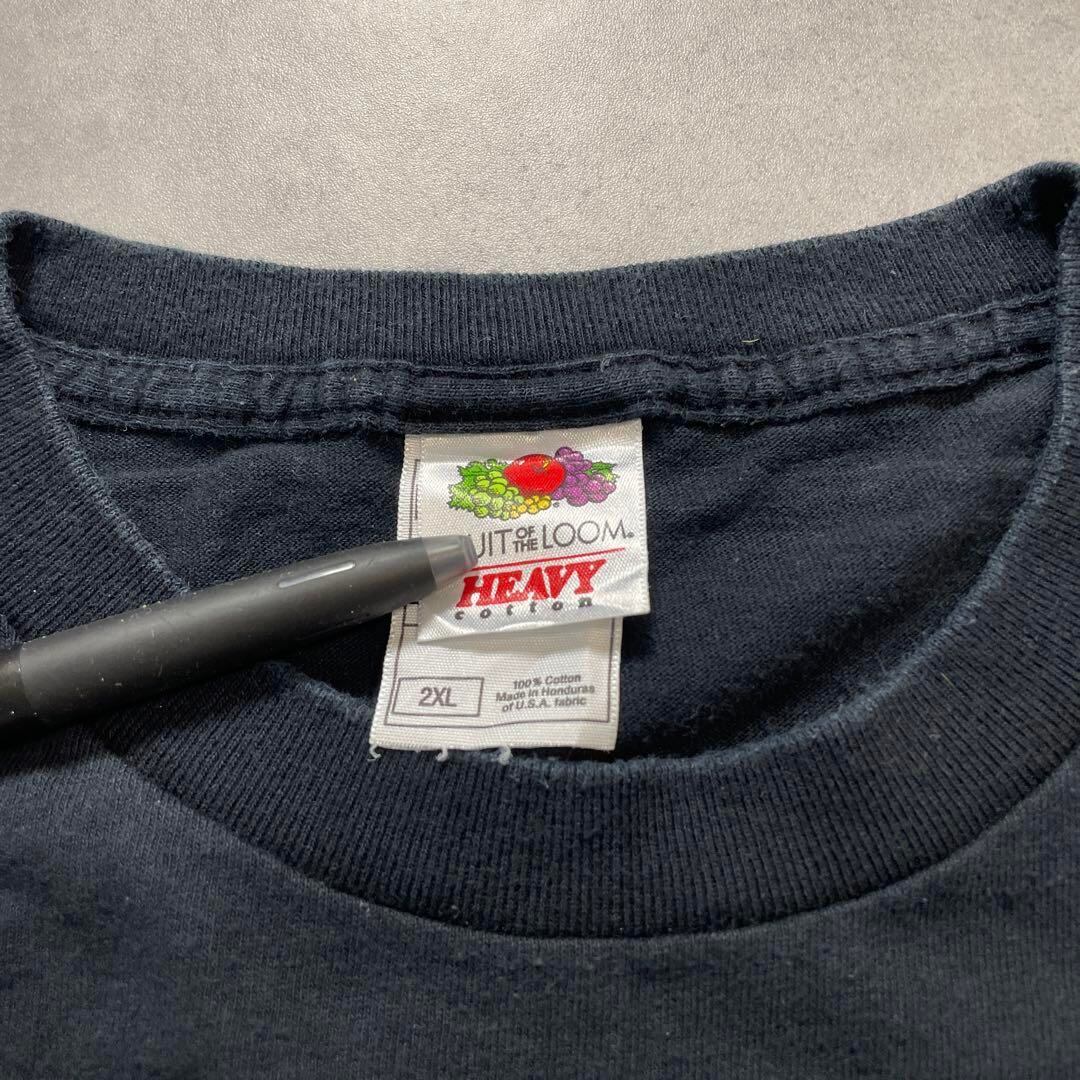 UIT OF THE LOOM®
HEAVY
cotton
2XL
100% Cotton
Made in Honduras
of U.S.A. fabric